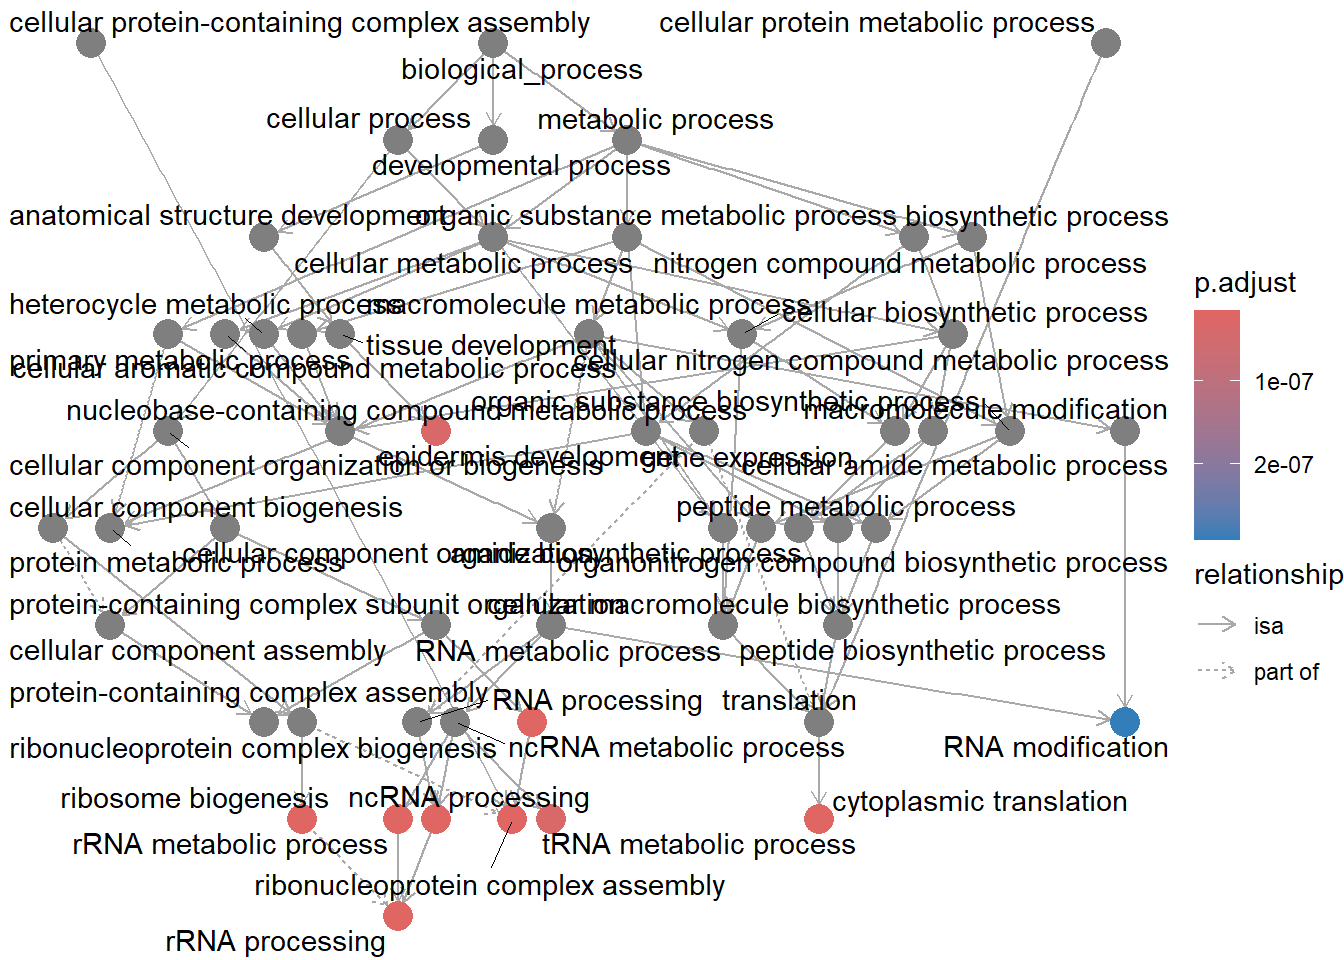 cellular protein-containing complex assembly
cellular protein metabolic process
biological_process
cellular process
metabolic process
developmental process
anatomical structure development
organic substance metabolic process
biosynthetic process
cellular metabolic process
nitrogen compound metabolic process
p.adjust
heterocycle metabolic process
macromolecule metabolic process
cellular biosynthetic process
tissue development
primary metabolic process
cellular nitrogen compound metabolic process
cellular aromatic compound metabolic process
1e-07
organic substance biosynthetic process
nucleobase-containing compound metabolic process
macromolecule modification
epidermis development
gene expression
cellular component organization or biogenesis
cellular amide metabolic process
2e-07
cellular component biogenesis
peptide metabolic process
cellular component organization
amide biosynthetic process
protein metabolic process
organonitrogen compound biosynthetic process
relationship
protein-containing complex subunit organization
cellular macromolecule biosynthetic process
isa
cellular component assembly
RNA metabolic process
peptide biosynthetic process
part of
protein-containing complex assembly
RNA processing
translation
ribonucleoprotein complex biogenesis
ncRNA metabolic process
RNA modification
ribosome biogenesis
ncRNA processing
cytoplasmic translation
rRNA metabolic process
tRNA metabolic process
ribonucleoprotein complex assembly
rRNA processing